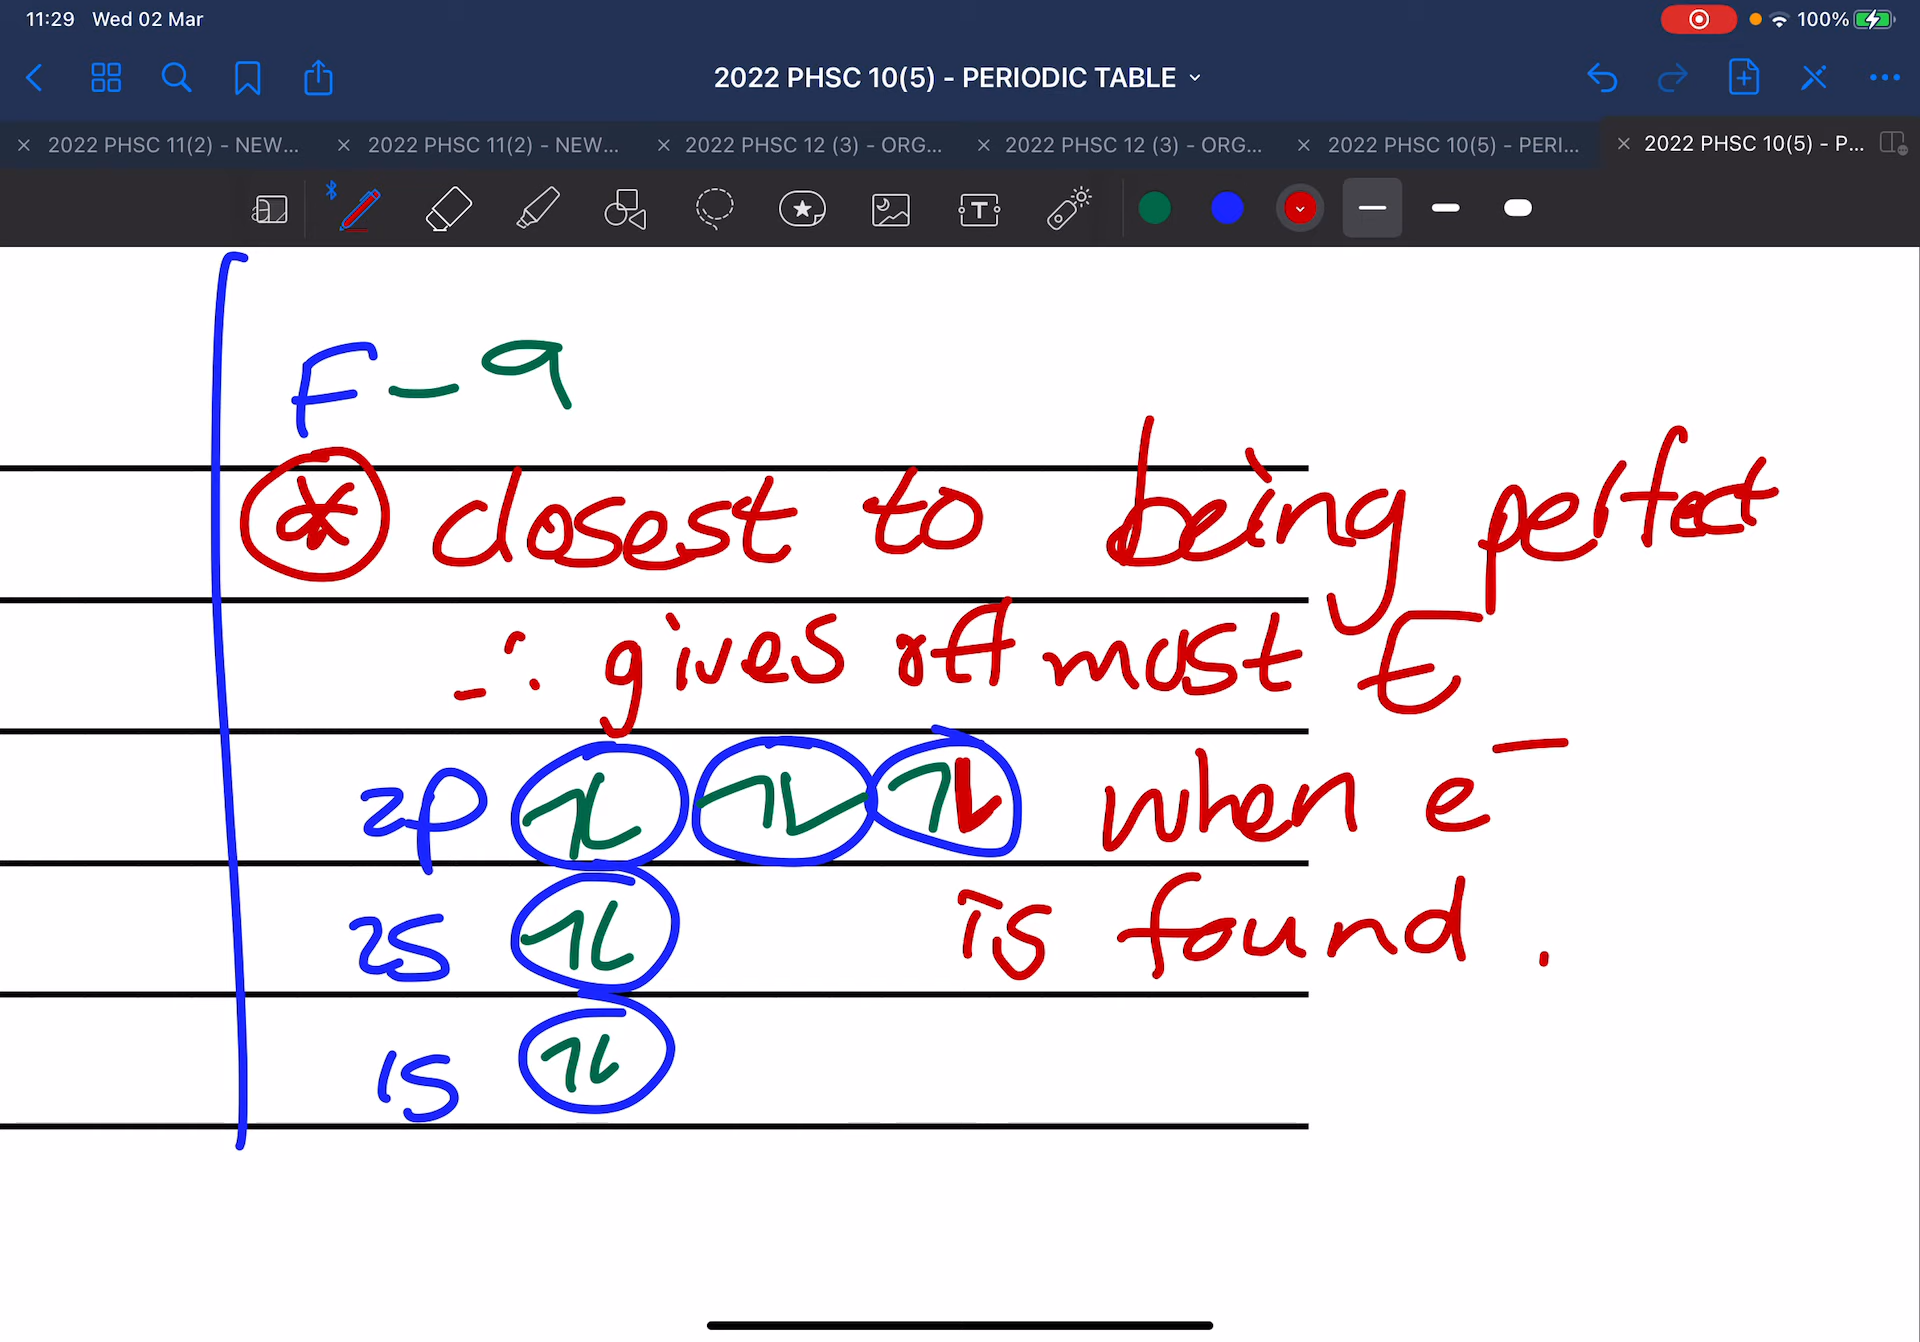 11:29 Wed 02 Mar
100%
2022 PHSC 10(5) - PERIODIC TABLE
2022 PHSC 11(2) - NEW... 2022 PHSC 11(2) - NEW... 2022 PHSC 12 (3) - ORG... 2022 PHSC 12 (3) - ORG... 2022 PHSC 10(5) - PERI... 2022 PHSC 10(5) - P...
F - 9
* closest to being perfect
∴ gives off most E
2p ↑↓ ↑↓ ↑↓ when e⁻
2s ↑↓ is found.
1s ↑↓